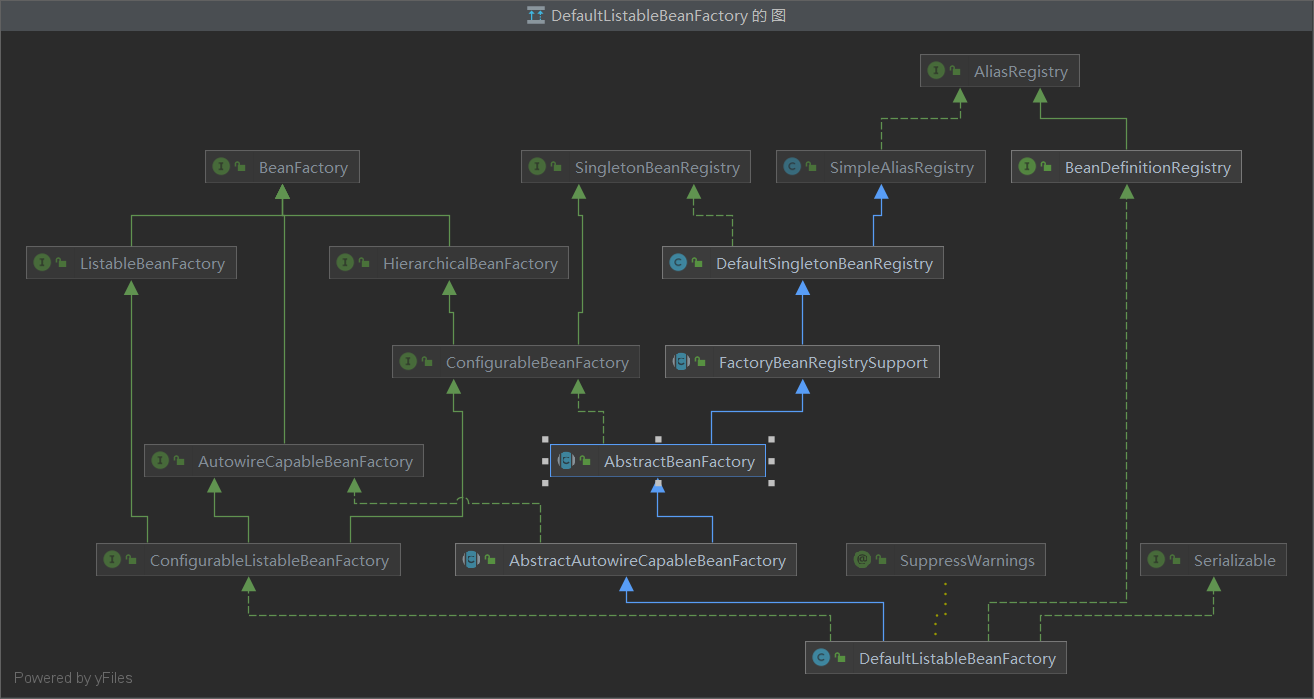 DefaultListableBeanFactory 的图
AliasRegistry
BeanFactory
SingletonBeanRegistry
SimpleAliasRegistry
BeanDefinitionRegistry
ListableBeanFactory
HierarchicalBeanFactory
DefaultSingletonBeanRegistry
ConfigurableBeanFactory
FactoryBeanRegistrySupport
AutowireCapableBeanFactory
AbstractBeanFactory
ConfigurableListableBeanFactory
AbstractAutowireCapableBeanFactory
SuppressWarnings
Serializable
DefaultListableBeanFactory
Powered by yFiles